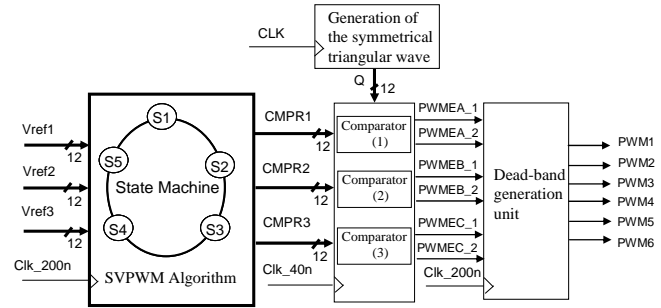 Generation of
the symmetrical
triangular wave
CLK
Q
12
Vref1
12
Vref2
12
Vref3
12
Clk_200n
S1
S2
S3
S4
S5
State Machine
SVPWM Algorithm
CMPR1
12
CMPR2
12
CMPR3
12
Clk_40n
Comparator
(1)
Comparator
(2)
Comparator
(3)
PWMEA_1
PWMEA_2
PWMEB_1
PWMEB_2
PWMEC_1
PWMEC_2
Clk_200n
Dead-band
generation
unit
PWM1
PWM2
PWM3
PWM4
PWM5
PWM6